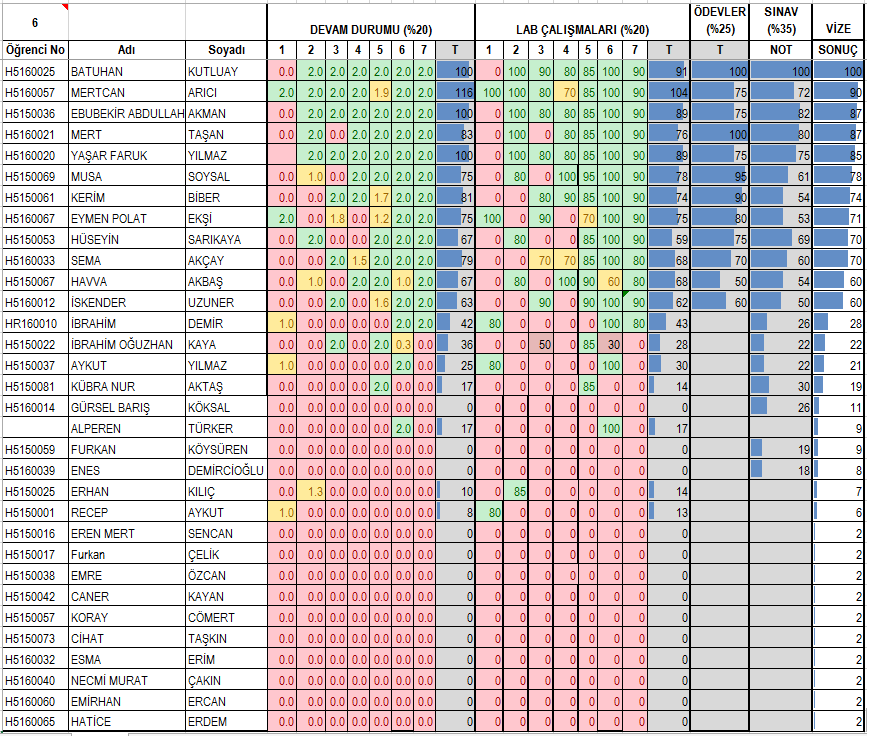 6
DEVAM DURUMU (%20) LAB ÇALIŞMALARI (%20) ÖDEVLER (%25) SINAV (%35) VİZE
Öğrenci No Adı Soyadı 1 2 3 4 5 6 7 T 1 2 3 4 5 6 7 T T NOT SONUÇ
H5160025 BATUHAN KUTLUAY 0.0 2.0 2.0 2.0 2.0 2.0 2.0 100 0 100 90 80 85 100 90 91 100 100 100
H5160057 MERTCAN ARICI 2.0 2.0 2.0 2.0 1.9 2.0 2.0 116 100 100 80 70 85 100 90 104 75 72 90
H5150036 EBUBEKİR ABDULLAH AKMAN 0.0 2.0 2.0 2.0 2.0 2.0 2.0 100 0 100 80 80 85 100 90 89 75 82 87
H5160021 MERT TAŞAN 0.0 2.0 0.0 2.0 2.0 2.0 2.0 83 0 100 0 80 85 100 90 76 100 80 87
H5160020 YAŞAR FARUK YILMAZ 2.0 2.0 2.0 2.0 2.0 2.0 100 0 100 80 80 85 100 90 89 75 75 85
H5150069 MUSA SOYSAL 0.0 1.0 0.0 2.0 2.0 2.0 2.0 75 0 80 0 100 95 100 90 78 95 61 78
H5150061 KERİM BİBER 0.0 0.0 2.0 2.0 1.7 2.0 2.0 81 0 0 80 90 85 100 90 74 90 54 74
H5160067 EYMEN POLAT EKŞİ 2.0 0.0 1.8 0.0 1.2 2.0 2.0 75 100 0 90 0 70 100 90 75 80 53 71
H5150053 HÜSEYİN SARIKAYA 0.0 2.0 0.0 0.0 2.0 2.0 2.0 67 0 80 0 0 85 100 90 59 75 69 70
H5160033 SEMA AKÇAY 0.0 0.0 2.0 1.5 2.0 2.0 2.0 79 0 0 70 70 85 100 80 68 70 60 70
H5150067 HAVVA AKBAŞ 0.0 1.0 0.0 2.0 2.0 1.0 2.0 67 0 80 0 100 90 60 80 68 50 54 60
H5160012 İSKENDER UZUNER 0.0 0.0 2.0 0.0 1.6 2.0 2.0 63 0 0 90 0 90 100 90 62 60 50 60
HR160010 İBRAHİM DEMİR 1.0 0.0 0.0 0.0 0.0 2.0 2.0 42 80 0 0 0 0 100 80 43 26 28
H5150022 İBRAHİM OĞUZHAN KAYA 0.0 0.0 2.0 0.0 2.0 0.3 0.0 36 0 0 50 0 85 30 0 28 22 22
H5150037 AYKUT YILMAZ 1.0 0.0 0.0 0.0 0.0 2.0 0.0 25 80 0 0 0 0 100 0 30 22 21
H5150081 KÜBRA NUR AKTAŞ 0.0 0.0 0.0 0.0 2.0 0.0 0.0 17 0 0 0 0 85 0 0 14 30 19
H5160014 GÜRSEL BARIŞ KÖKSAL 0.0 0.0 0.0 0.0 0.0 0.0 0.0 0 0 0 0 0 0 0 0 0 26 11
ALPEREN TÜRKER 0.0 0.0 0.0 0.0 0.0 2.0 0.0 17 0 0 0 0 0 100 0 17 9
H5150059 FURKAN KÖYSÜREN 0.0 0.0 0.0 0.0 0.0 0.0 0.0 0 0 0 0 0 0 0 0 0 19 9
H5160039 ENES DEMİRCİOĞLU 0.0 0.0 0.0 0.0 0.0 0.0 0.0 0 0 0 0 0 0 0 0 0 18 8
H5150025 ERHAN KILIÇ 0.0 1.3 0.0 0.0 0.0 0.0 0.0 10 0 85 0 0 0 0 0 14 7
H5150001 RECEP AYKUT 1.0 0.0 0.0 0.0 0.0 0.0 0.0 8 80 0 0 0 0 0 0 13 6
H5150016 EREN MERT SENCAN 0.0 0.0 0.0 0.0 0.0 0.0 0.0 0 0 0 0 0 0 0 0 0 2
H5150017 Furkan ÇELİK 0.0 0.0 0.0 0.0 0.0 0.0 0.0 0 0 0 0 0 0 0 0 0 2
H5150038 EMRE ÖZCAN 0.0 0.0 0.0 0.0 0.0 0.0 0.0 0 0 0 0 0 0 0 0 0 2
H5150042 CANER KAYAN 0.0 0.0 0.0 0.0 0.0 0.0 0.0 0 0 0 0 0 0 0 0 0 2
H5150057 KORAY CÖMERT 0.0 0.0 0.0 0.0 0.0 0.0 0.0 0 0 0 0 0 0 0 0 0 2
H5150073 CİHAT TAŞKIN 0.0 0.0 0.0 0.0 0.0 0.0 0.0 0 0 0 0 0 0 0 0 0 2
H5160032 ESMA ERİM 0.0 0.0 0.0 0.0 0.0 0.0 0.0 0 0 0 0 0 0 0 0 0 2
H5160040 NECMİ MURAT ÇAKIN 0.0 0.0 0.0 0.0 0.0 0.0 0.0 0 0 0 0 0 0 0 0 0 2
H5160060 EMİRHAN ERCAN 0.0 0.0 0.0 0.0 0.0 0.0 0.0 0 0 0 0 0 0 0 0 0 2
H5160065 HATİCE ERDEM 0.0 0.0 0.0 0.0 0.0 0.0 0.0 0 0 0 0 0 0 0 0 0 2